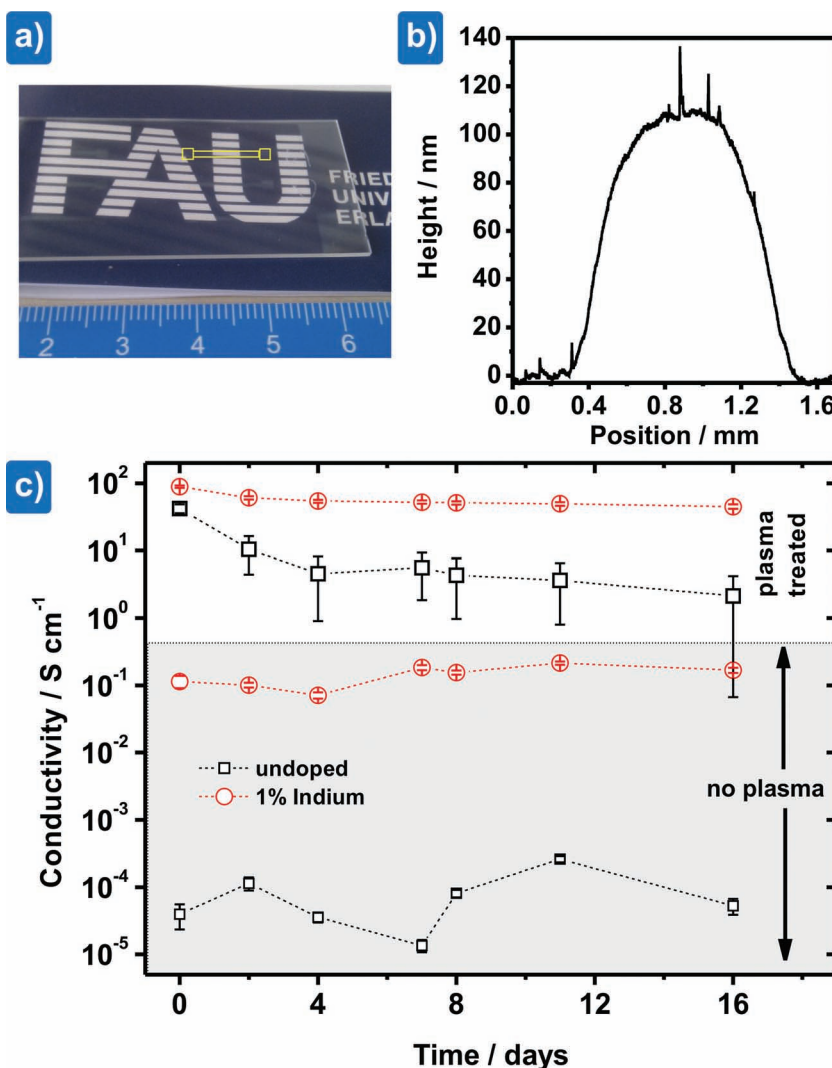 a)
FAU
FRIED
UNIV
ERLA
2 3 4 5 6
b)
Height / nm
140
120
100
80
60
40
20
0
0.0 0.4 0.8 1.2 1.6
Position / mm
c)
Conductivity / S cm⁻¹
10²
10¹
10⁰
10⁻¹
10⁻²
10⁻³
10⁻⁴
10⁻⁵
plasma
treated
no plasma
undoped
1% Indium
0 4 8 12 16
Time / days